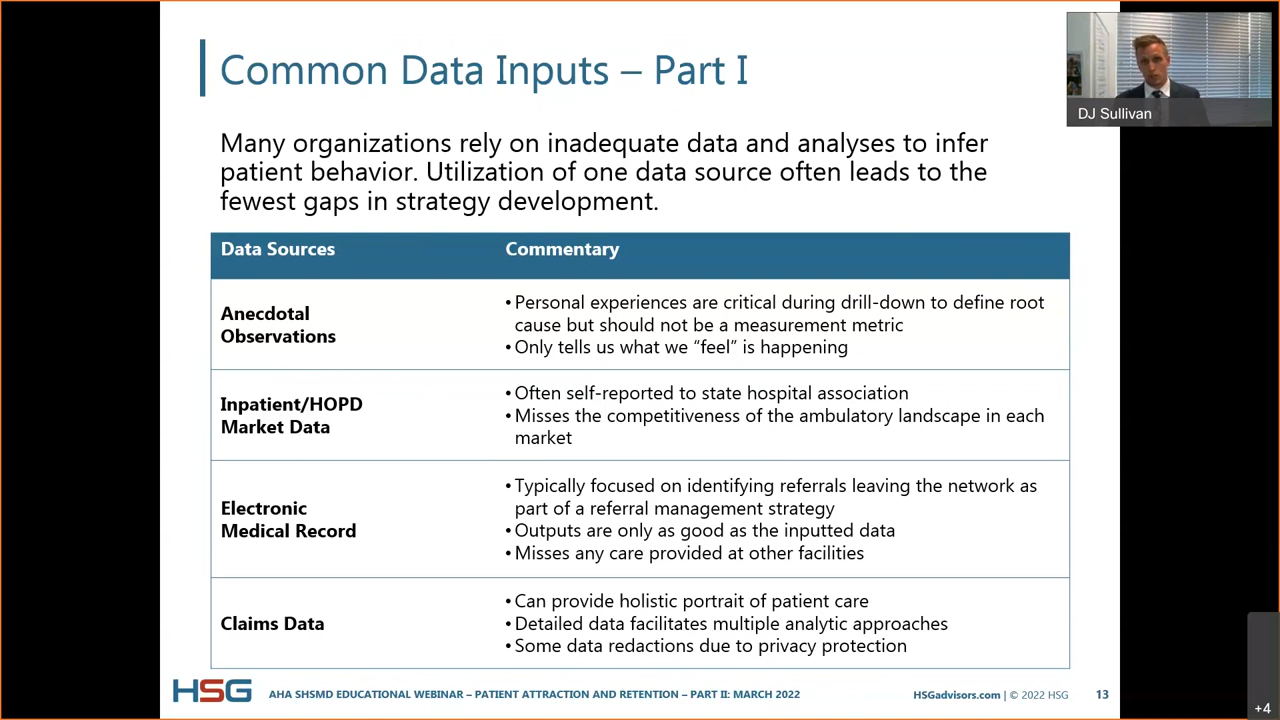 Common Data Inputs – Part I
DJ Sullivan
Many organizations rely on inadequate data and analyses to infer
patient behavior. Utilization of one data source often leads to the
fewest gaps in strategy development.
Data Sources
Commentary
Anecdotal
Observations
• Personal experiences are critical during drill-down to define root
cause but should not be a measurement metric
• Only tells us what we “feel” is happening
Inpatient/HOPD
Market Data
• Often self-reported to state hospital association
• Misses the competitiveness of the ambulatory landscape in each
market
Electronic
Medical Record
• Typically focused on identifying referrals leaving the network as
part of a referral management strategy
• Outputs are only as good as the inputted data
• Misses any care provided at other facilities
Claims Data
• Can provide holistic portrait of patient care
• Detailed data facilitates multiple analytic approaches
• Some data redactions due to privacy protection
HSG
AHA SHSMD EDUCATIONAL WEBINAR – PATIENT ATTRACTION AND RETENTION – PART II: MARCH 2022
HSGadvisors.com | © 2022 HSG
13
+4